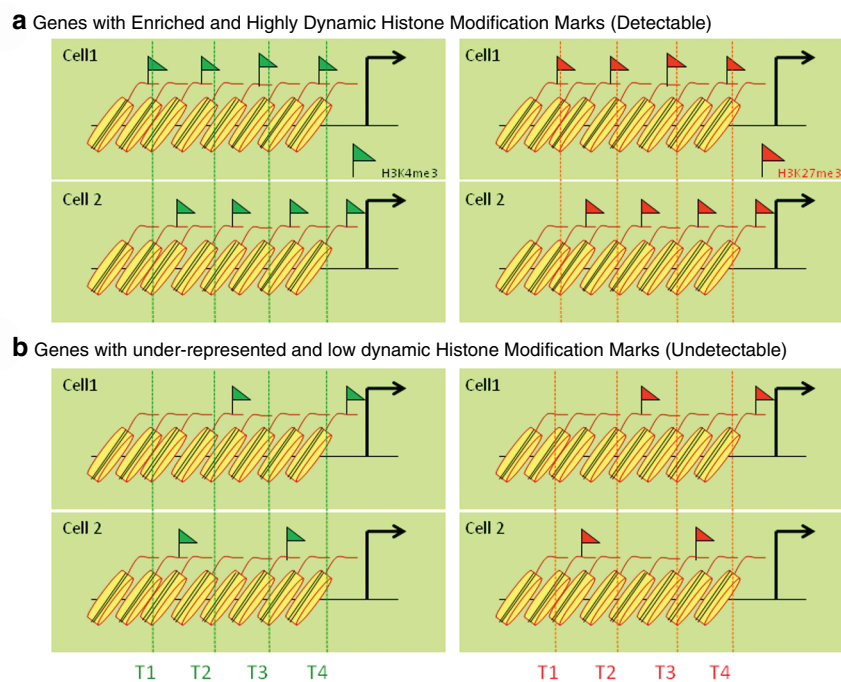 a Genes with Enriched and Highly Dynamic Histone Modification Marks (Detectable)
Cell1
H3K4me3
Cell1
H3K27me3
Cell 2
Cell 2
b Genes with under-represented and low dynamic Histone Modification Marks (Undetectable)
Cell1
Cell1
Cell 2
Cell 2
T1 T2 T3 T4
T1 T2 T3 T4